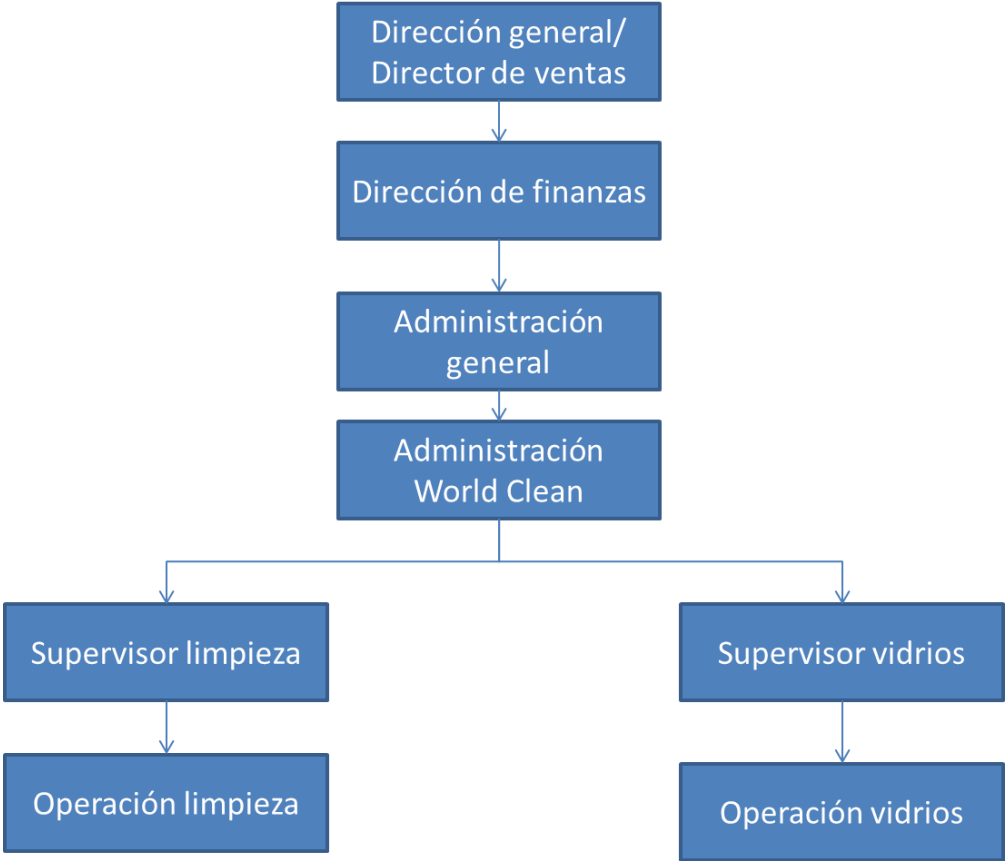 Dirección general/
Director de ventas
Dirección de finanzas
Administración
general
Administración
World Clean
Supervisor limpieza
Supervisor vidrios
Operación limpieza
Operación vidrios